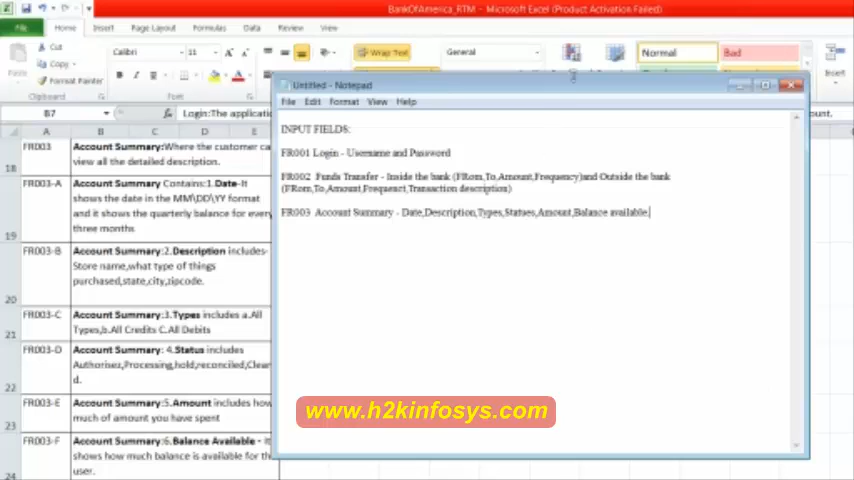 BankOfAmerica_RTM - Microsoft Excel (Product Activation Failed)
File Home Insert Page Layout Formulas Data Review View
Cut
Copy
Format Painter
Paste
Clipboard
Calibri 11
Font
Wrap Text
General
Normal Bad
Insert
B7 fx Login:The applicatio
ount.
A B C D E
18 FR003 Account Summary:Where the customer ca
view all the detailed description.
19 FR003-A Account Summary Contains:1.Date-It
shows the date in the MM\DD\YY format
and it shows the quarterly balance for every
three months.
20 FR003-B Account Summary:2.Description includes-
Store name,what type of things
purchased,state,city,zipcode.
21 FR003-C Account Summary:3.Types includes a.All
Types,b.All Credits C.All Debits
22 FR003-D Account Summary: 4.Status includes
Authorises,Processing,hold,reconciled,Clear
d.
23 FR003-E Account Summary:5.Amount includes how
much of amount you have spent
24 FR003-F Account Summary:6.Balance Available - It
shows how much balance is available for th
user.
Untitled - Notepad
File Edit Format View Help
INPUT FIELDS:
FR001 Login - Username and Password
FR002 Funds Transfer - Inside the bank (FRom,To,Amount,Frequency)and Outside the bank
(FRom,To,Amount,Frequenct,Transaction description)
FR003 Account Summary - Date,Description,Types,Statues,Amount,Balance available.
www.h2kinfosys.com